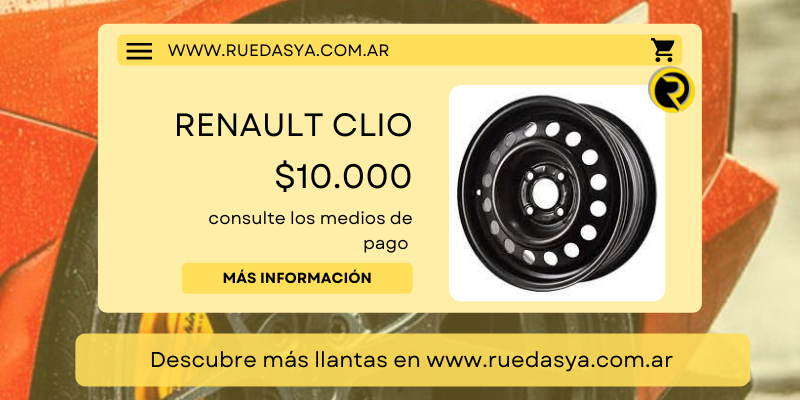 WWW.RUEDASYA.COM.AR
R
RENAULT CLIO
$10.000
consulte los medios de
pago
MÁS INFORMACIÓN
Descubre más llantas en www.ruedasya.com.ar